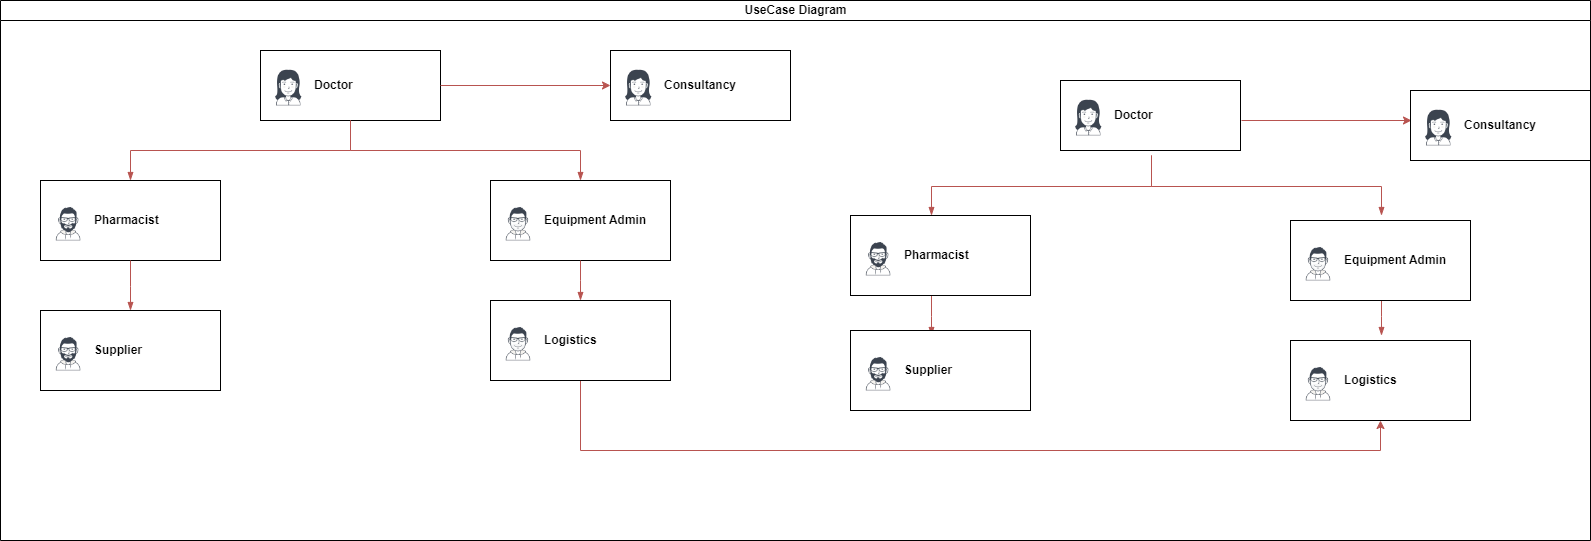 UseCase Diagram
Doctor
Consultancy
Pharmacist
Equipment Admin
Supplier
Logistics
Doctor
Consultancy
Pharmacist
Equipment Admin
Supplier
Logistics